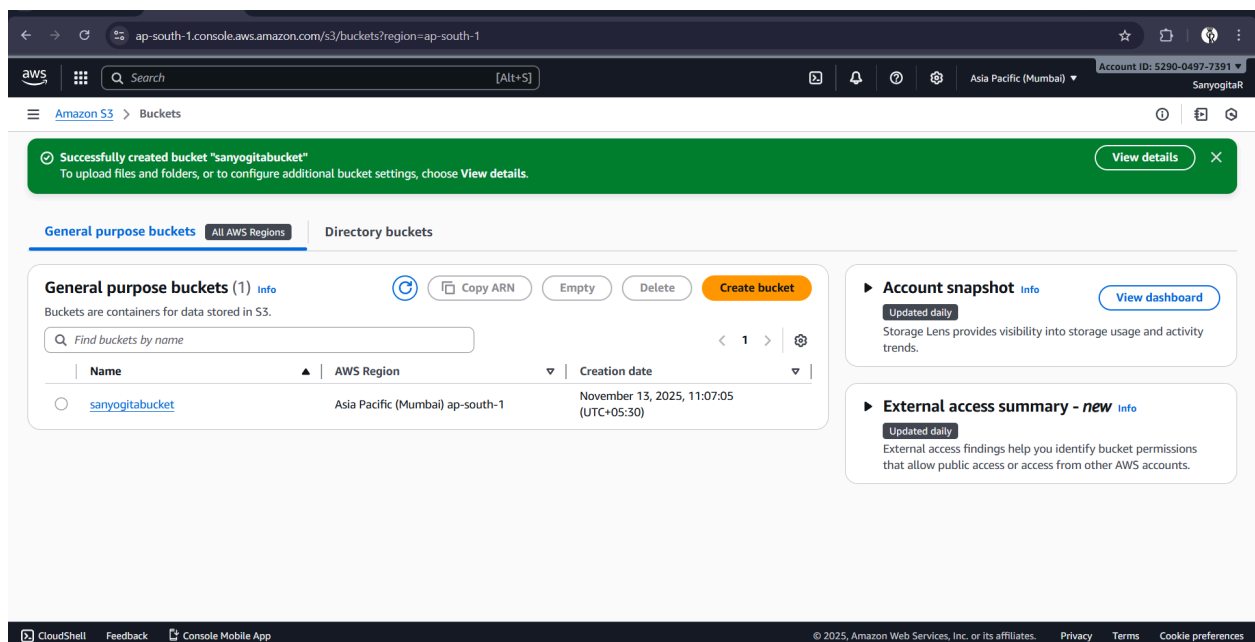 ap-south-1.console.aws.amazon.com/s3/buckets?region=ap-south-1
aws Search [Alt+S] Asia Pacific (Mumbai) Account ID: 5290-0497-7391
SanyogitaR
Amazon S3 > Buckets
Successfully created bucket "sanyogitabucket"
To upload files and folders, or to configure additional bucket settings, choose View details.
View details
General purpose buckets All AWS Regions Directory buckets
General purpose buckets (1) Info Copy ARN Empty Delete Create bucket
Buckets are containers for data stored in S3.
Find buckets by name < 1 >
Name AWS Region Creation date
sanyogitabucket Asia Pacific (Mumbai) ap-south-1 November 13, 2025, 11:07:05
(UTC+05:30)
Account snapshot Info View dashboard
Updated daily
Storage Lens provides visibility into storage usage and activity
trends.
External access summary - new Info
Updated daily
External access findings help you identify bucket permissions
that allow public access or access from other AWS accounts.
CloudShell Feedback Console Mobile App © 2025, Amazon Web Services, Inc. or its affiliates. Privacy Terms Cookie preferences